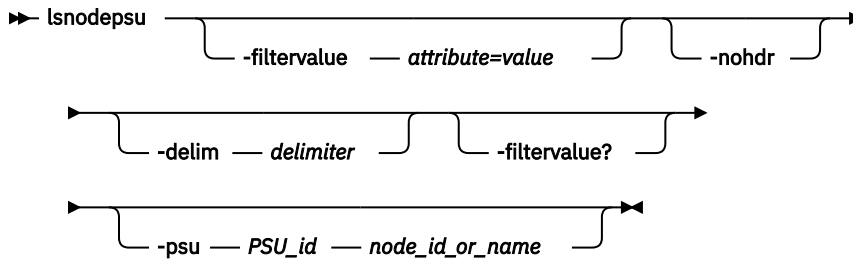 lsnodepsu
-filtervalue attribute=value -nohdr
-delim delimiter -filtervalue?
-psu PSU_id node_id_or_name